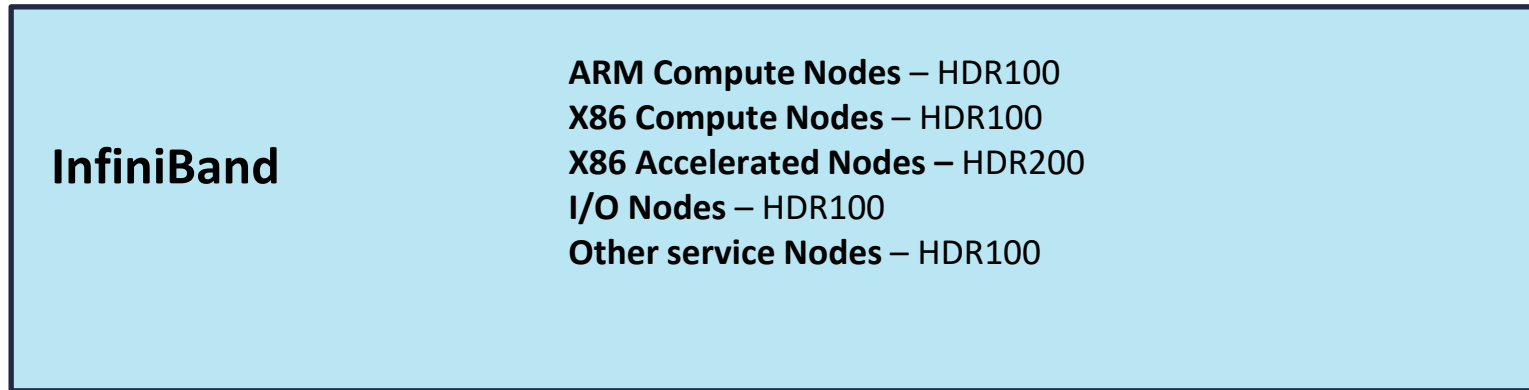 InfiniBand
ARM Compute Nodes – HDR100
X86 Compute Nodes – HDR100
X86 Accelerated Nodes – HDR200
I/O Nodes – HDR100
Other service Nodes – HDR100